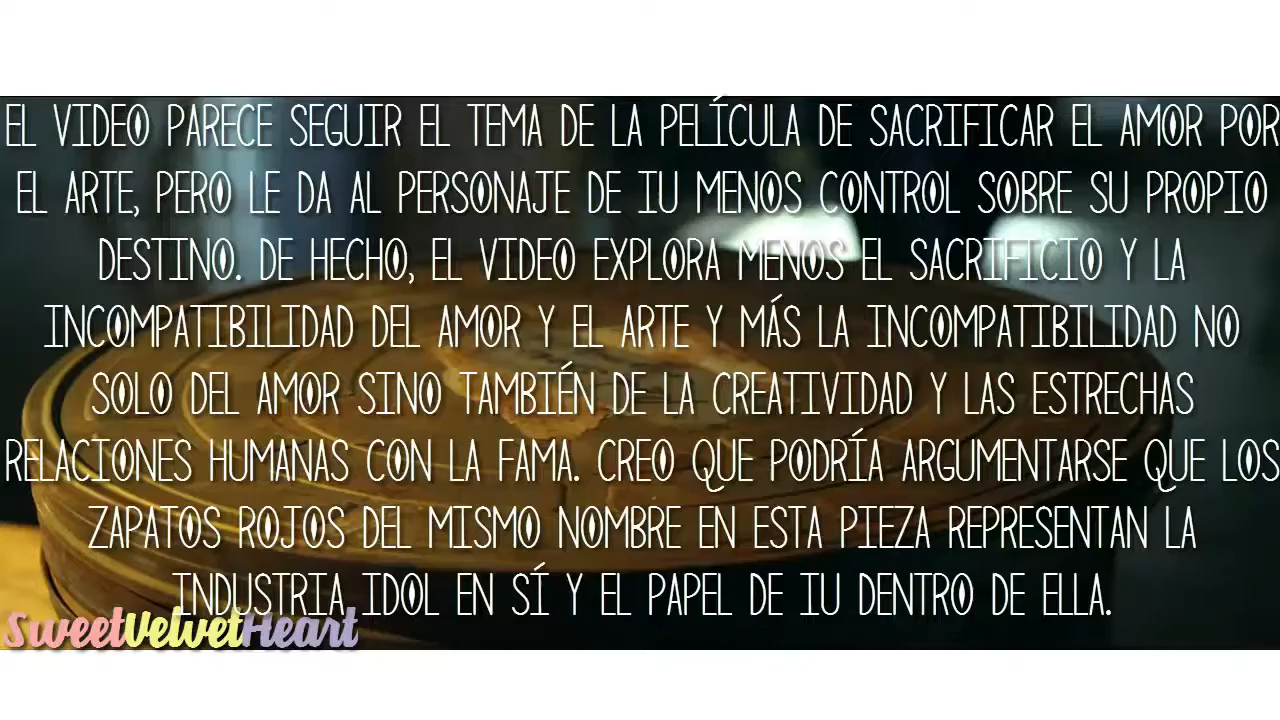 EL VIDEO PARECE SEGUIR EL TEMA DE LA PELÍCULA DE SACRIFICAR EL AMOR POR
EL ARTE, PERO LE DA AL PERSONAJE DE IU MENOS CONTROL SOBRE SU PROPIO
DESTINO. DE HECHO, EL VIDEO EXPLORA MENOS EL SACRIFICIO Y LA
INCOMPATIBILIDAD DEL AMOR Y EL ARTE Y MÁS LA INCOMPATIBILIDAD NO
SOLO DEL AMOR SINO TAMBIÉN DE LA CREATIVIDAD Y LAS ESTRECHAS
RELACIONES HUMANAS CON LA FAMA. CREO QUE PODRÍA ARGUMENTARSE QUE LOS
ZAPATOS ROJOS DEL MISMO NOMBRE EN ESTA PIEZA REPRESENTAN LA
INDUSTRIA IDOL EN SÍ Y EL PAPEL DE IU DENTRO DE ELLA.
SweetVelvetHeart